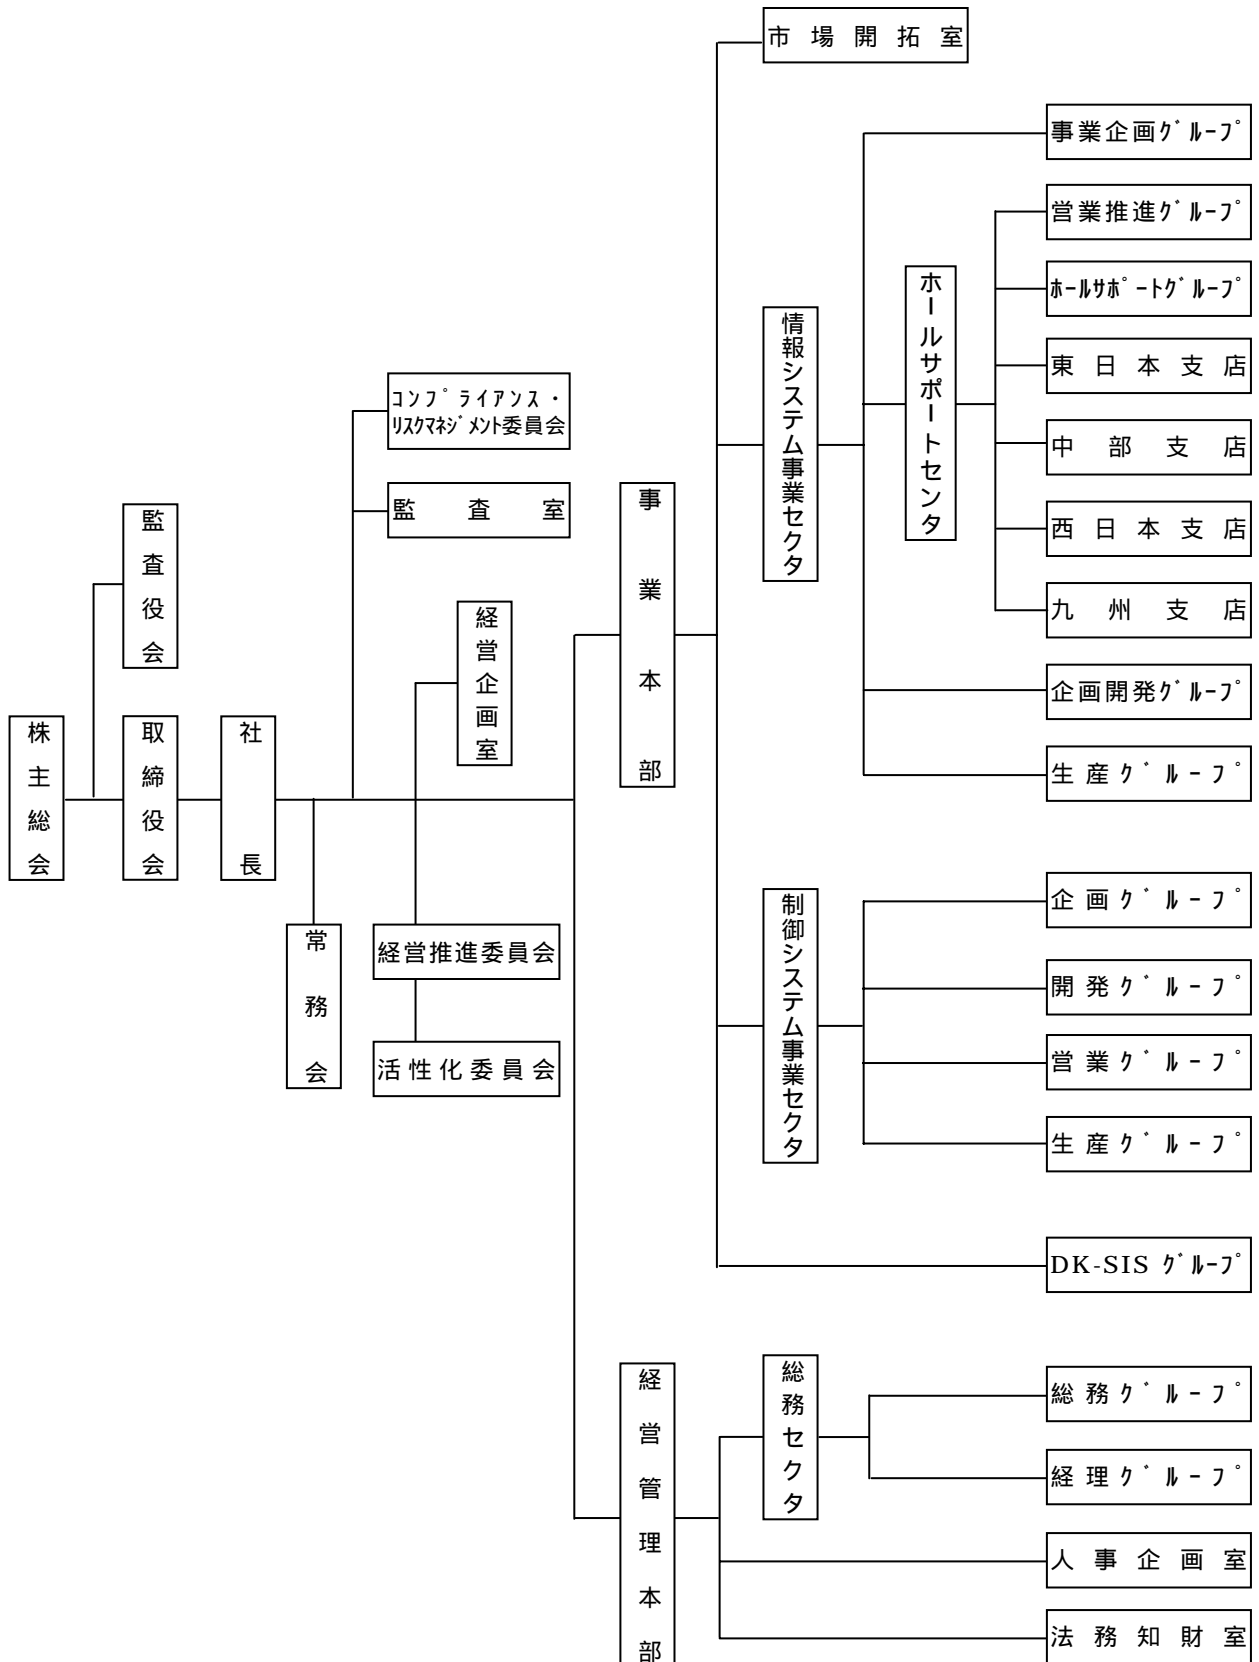 株主総会
監査役会
取締役会
社長
常務会
コンプライアンス・
リスクマネジメント委員会
監査室
経営企画室
経営推進委員会
活性化委員会
事業本部
市場開拓室
情報システム事業セクタ
事業企画グループ
ホールサポートセンタ
営業推進グループ
ホールサポートグループ
東日本支店
中部支店
西日本支店
九州支店
企画開発グループ
生産グループ
制御システム事業セクタ
企画グループ
開発グループ
営業グループ
生産グループ
DK-SIS グループ
経営管理本部
総務セクタ
総務グループ
経理グループ
人事企画室
法務知財室